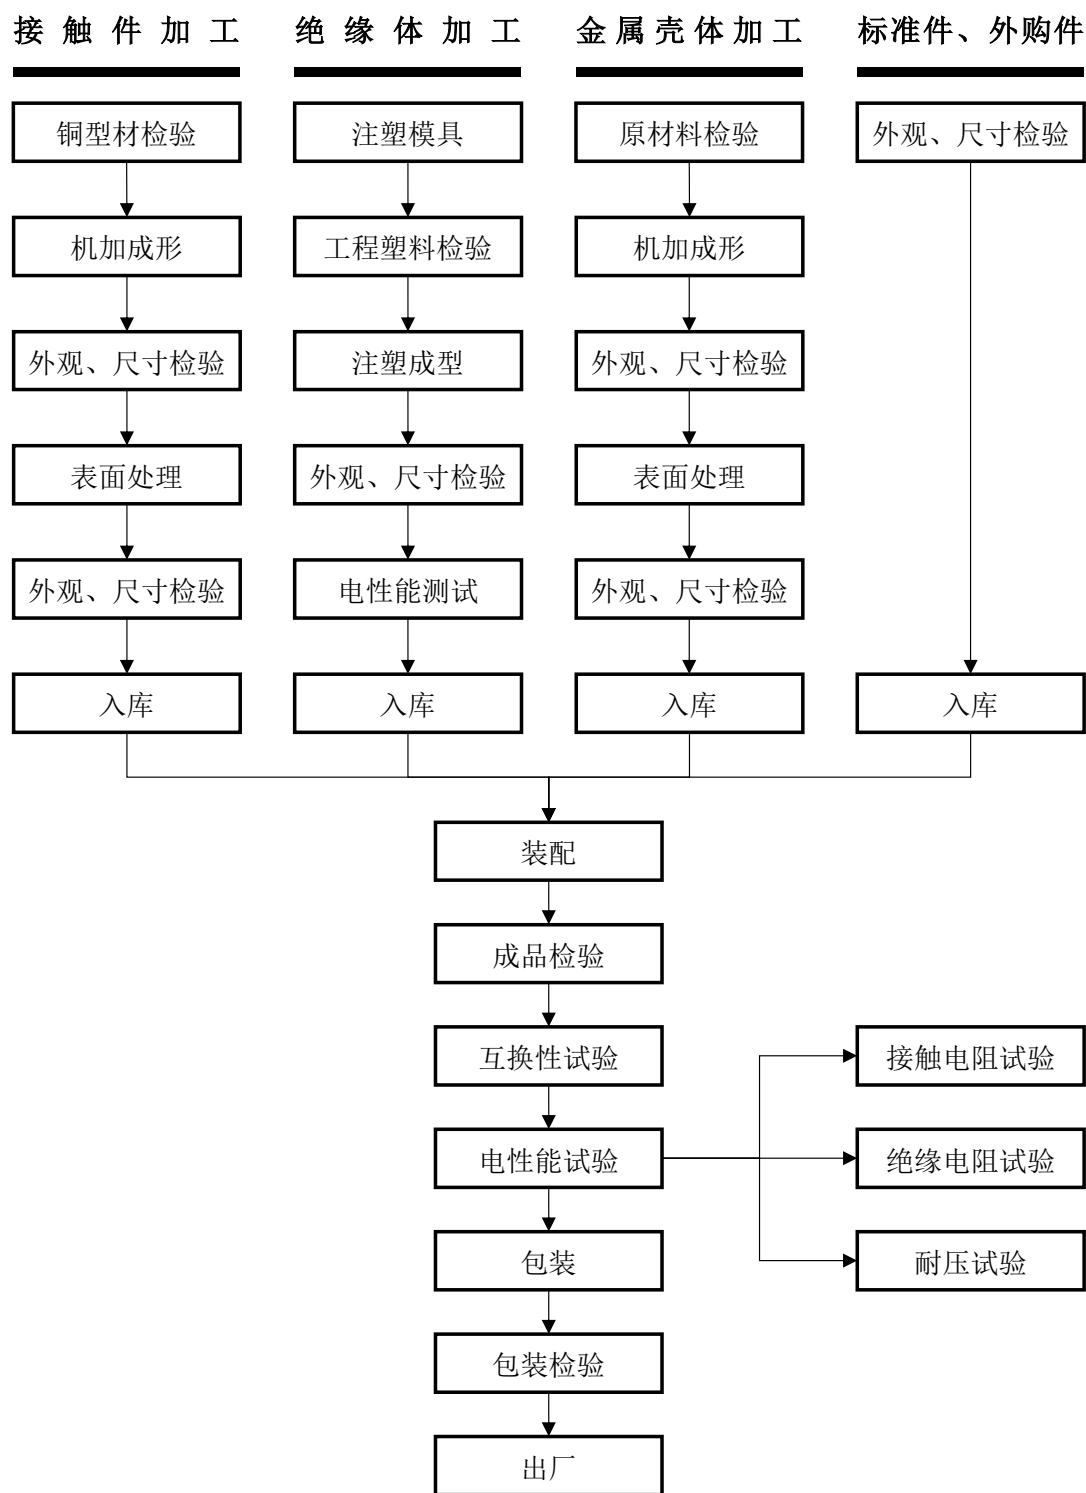 接触件加工
绝缘体加工
金属壳体加工
标准件、外购件
铜型材检验
注塑模具
原材料检验
外观、尺寸检验
机加成形
工程塑料检验
机加成形
外观、尺寸检验
注塑成型
外观、尺寸检验
表面处理
外观、尺寸检验
表面处理
外观、尺寸检验
电性能测试
外观、尺寸检验
入库
入库
入库
入库
装配
成品检验
互换性试验
接触电阻试验
电性能试验
绝缘电阻试验
包装
耐压试验
包装检验
出厂